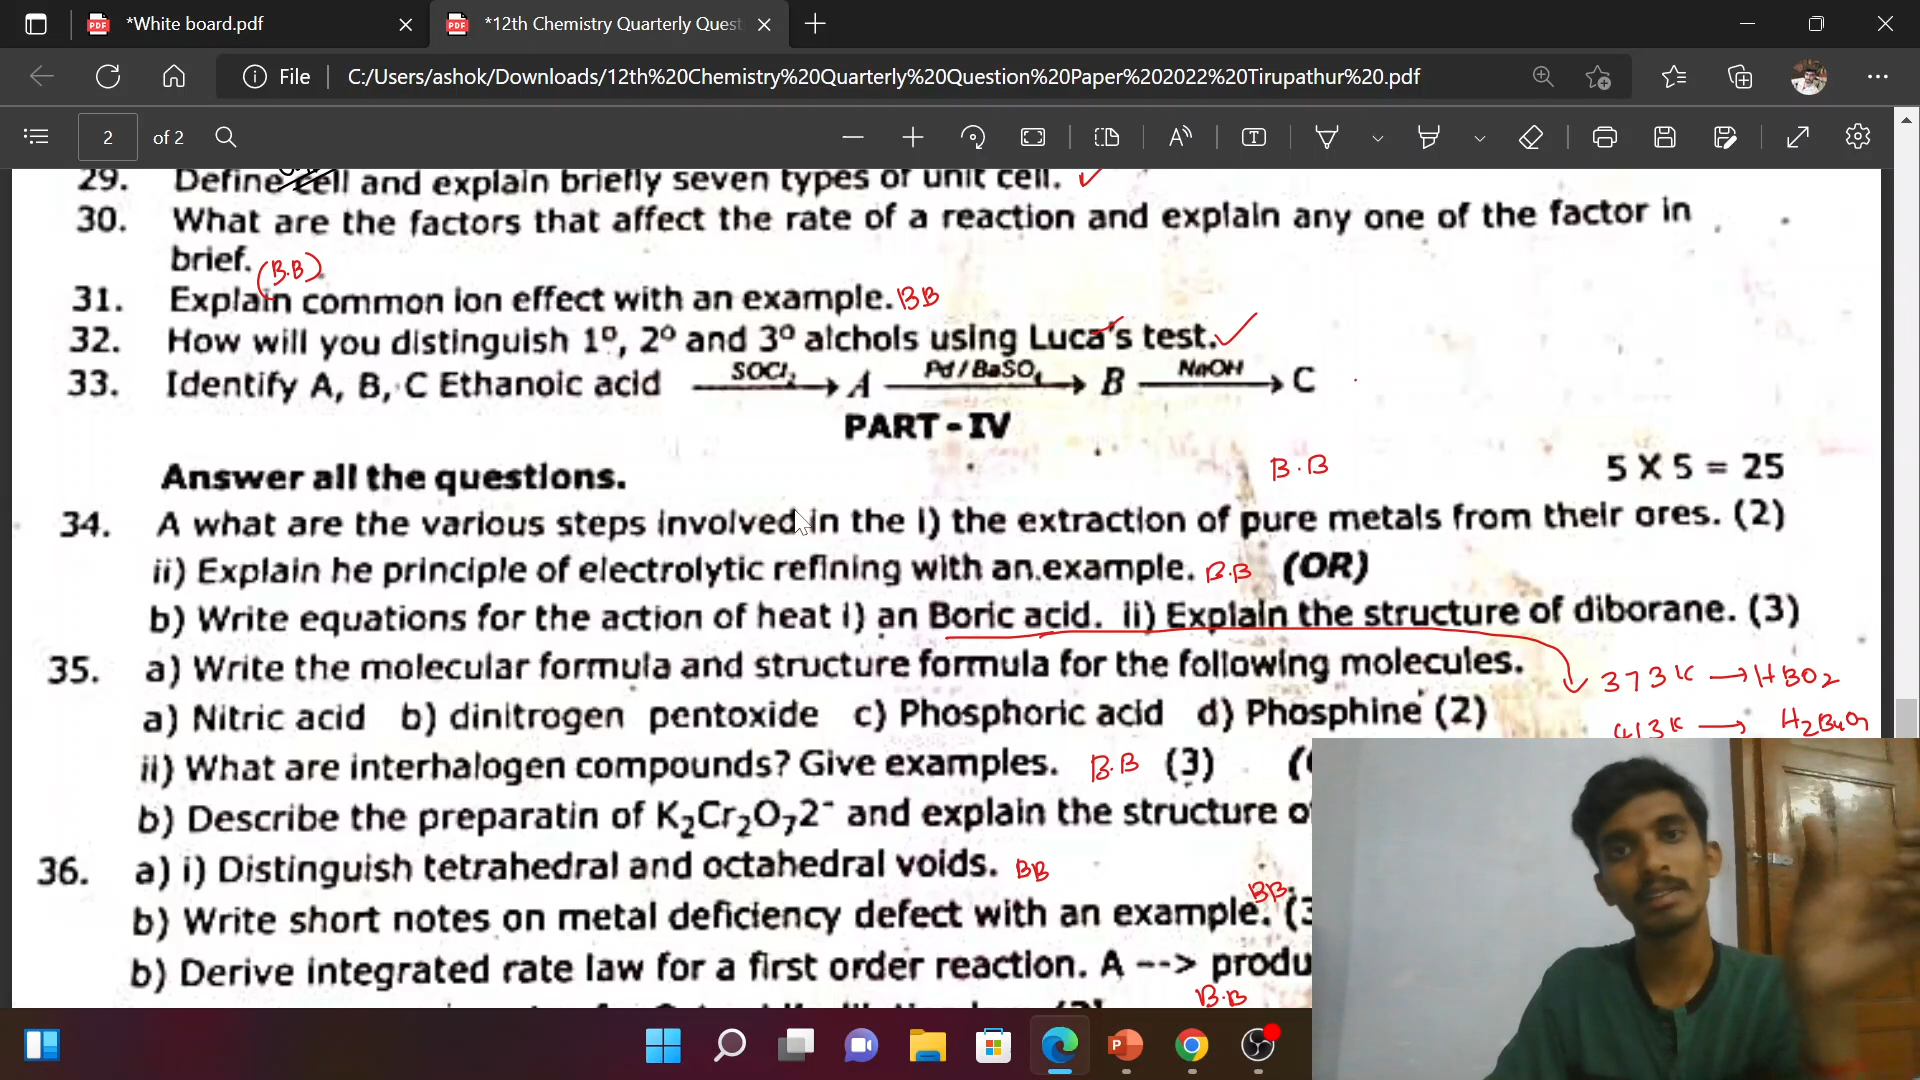 *White board.pdf
*12th Chemistry Quarterly Quest
File
C:/Users/ashok/Downloads/12th%20Chemistry%20Quarterly%20Question%20Paper%202022%20Tirupathur%20.pdf
2 of 2
29. Define cell and explain briefly seven types of unit cell. ✓
30. What are the factors that affect the rate of a reaction and explain any one of the factor in
brief. (B.B)
31. Explain common ion effect with an example. BB
32. How will you distinguish 1⁰, 2⁰ and 3⁰ alchols using Luca's test. ✓
33. Identify A, B, C Ethanoic acid —SOCl₂→ A —Pd/BaSO₄→ B —NaOH→ C
PART - IV
Answer all the questions. B.B 5 X 5 = 25
34. A what are the various steps involved in the i) the extraction of pure metals from their ores. (2)
ii) Explain he principle of electrolytic refining with an.example. B.B (OR)
b) Write equations for the action of heat i) an Boric acid. ii) Explain the structure of diborane. (3)
35. a) Write the molecular formula and structure formula for the following molecules.
373K → HBO₂
a) Nitric acid b) dinitrogen pentoxide c) Phosphoric acid d) Phosphine (2)
413K → H₂B₄O₇
ii) What are interhalogen compounds? Give examples. B.B (3)
b) Describe the preparatin of K₂Cr₂O₇2⁻ and explain the structure o
36. a) i) Distinguish tetrahedral and octahedral voids. BB
b) Write short notes on metal deficiency defect with an example. BB (3
b) Derive integrated rate law for a first order reaction. A --> produ
B.B